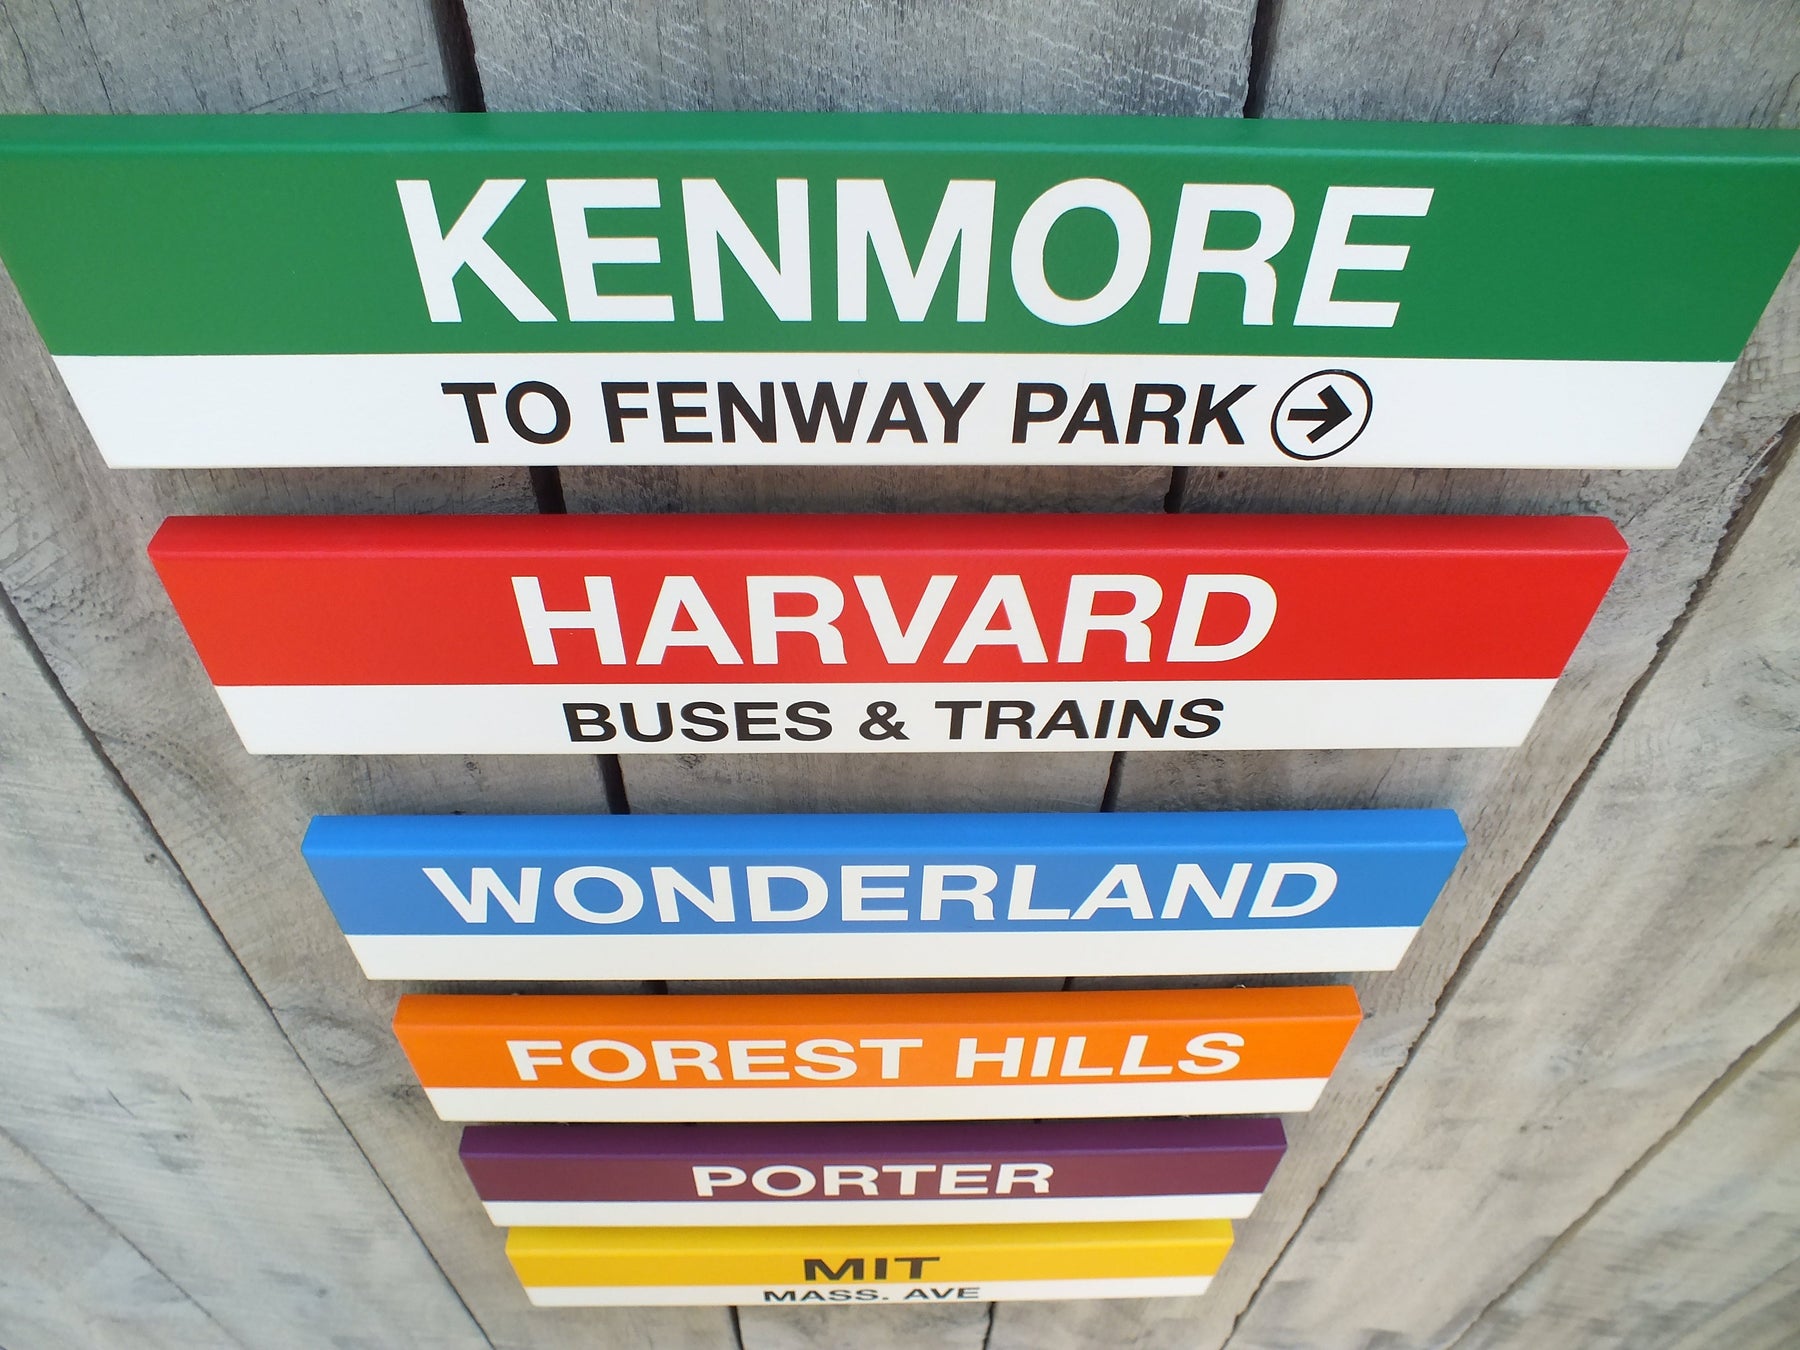 KENMORE
TO FENWAY PARK →
HARVARD
BUSES & TRAINS
WONDERLAND
FOREST HILLS
PORTER
MIT
MASS. AVE